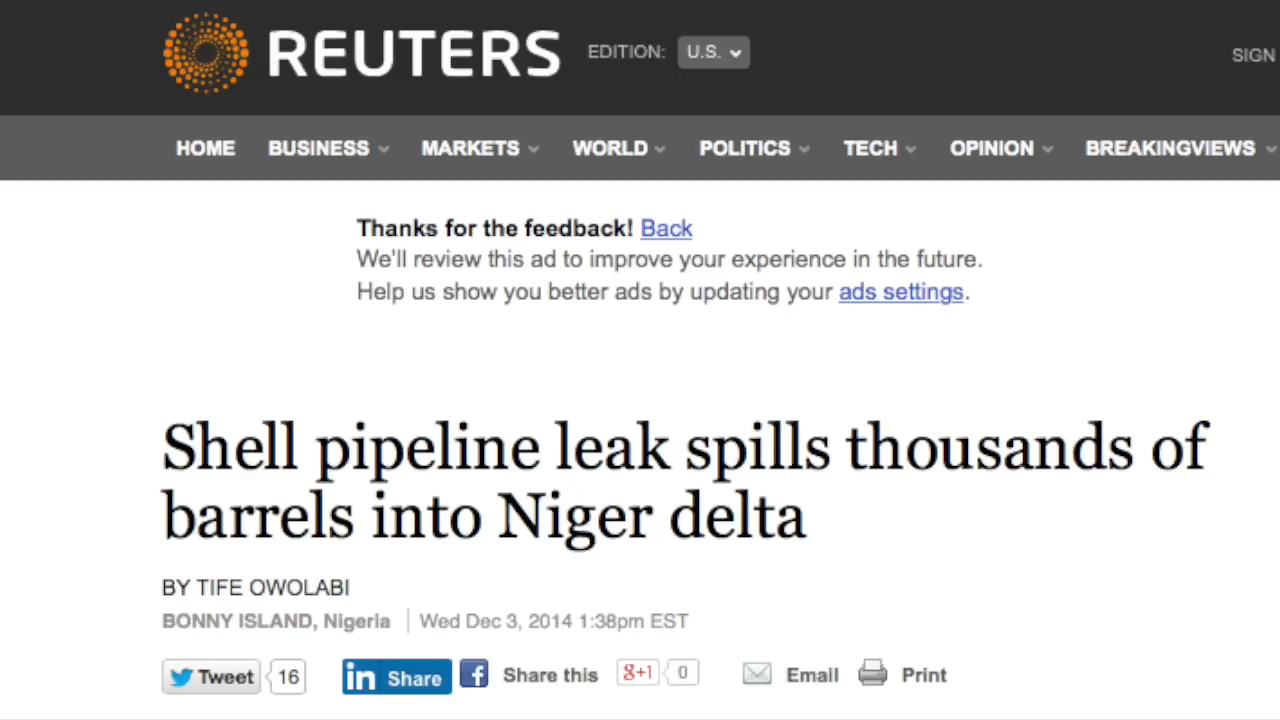 REUTERS EDITION: U.S. SIGN
HOME BUSINESS MARKETS WORLD POLITICS TECH OPINION BREAKINGVIEWS
Thanks for the feedback! Back
We'll review this ad to improve your experience in the future.
Help us show you better ads by updating your ads settings.
Shell pipeline leak spills thousands of
barrels into Niger delta
BY TIFE OWOLABI
BONNY ISLAND, Nigeria Wed Dec 3, 2014 1:38pm EST
Tweet 16 in Share f Share this g+1 0 Email Print